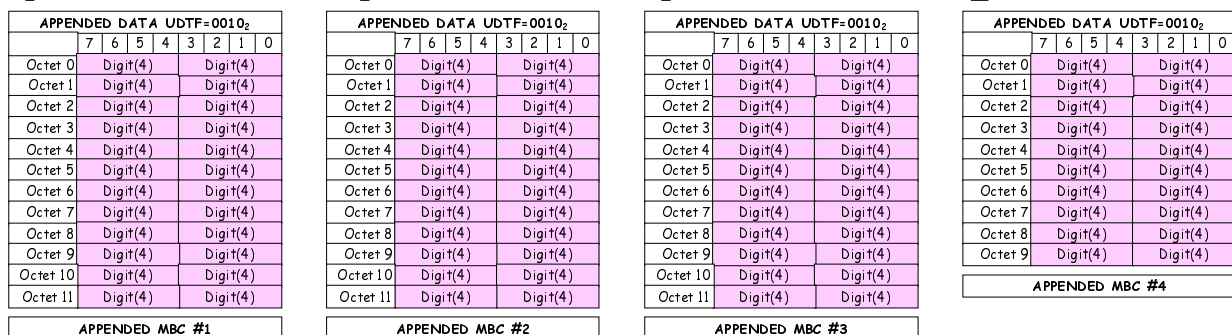 APPENDED DATA UDTF=0010₂
7 6 5 4 3 2 1 0
Octet 0 Digit(4) Digit(4)
Octet 1 Digit(4) Digit(4)
Octet 2 Digit(4) Digit(4)
Octet 3 Digit(4) Digit(4)
Octet 4 Digit(4) Digit(4)
Octet 5 Digit(4) Digit(4)
Octet 6 Digit(4) Digit(4)
Octet 7 Digit(4) Digit(4)
Octet 8 Digit(4) Digit(4)
Octet 9 Digit(4) Digit(4)
Octet 10 Digit(4) Digit(4)
Octet 11 Digit(4) Digit(4)
APPENDED MBC #1
APPENDED DATA UDTF=0010₂
7 6 5 4 3 2 1 0
Octet 0 Digit(4) Digit(4)
Octet 1 Digit(4) Digit(4)
Octet 2 Digit(4) Digit(4)
Octet 3 Digit(4) Digit(4)
Octet 4 Digit(4) Digit(4)
Octet 5 Digit(4) Digit(4)
Octet 6 Digit(4) Digit(4)
Octet 7 Digit(4) Digit(4)
Octet 8 Digit(4) Digit(4)
Octet 9 Digit(4) Digit(4)
Octet 10 Digit(4) Digit(4)
Octet 11 Digit(4) Digit(4)
APPENDED MBC #2
APPENDED DATA UDTF=0010₂
7 6 5 4 3 2 1 0
Octet 0 Digit(4) Digit(4)
Octet 1 Digit(4) Digit(4)
Octet 2 Digit(4) Digit(4)
Octet 3 Digit(4) Digit(4)
Octet 4 Digit(4) Digit(4)
Octet 5 Digit(4) Digit(4)
Octet 6 Digit(4) Digit(4)
Octet 7 Digit(4) Digit(4)
Octet 8 Digit(4) Digit(4)
Octet 9 Digit(4) Digit(4)
Octet 10 Digit(4) Digit(4)
Octet 11 Digit(4) Digit(4)
APPENDED MBC #3
APPENDED DATA UDTF=0010₂
7 6 5 4 3 2 1 0
Octet 0 Digit(4) Digit(4)
Octet 1 Digit(4) Digit(4)
Octet 2 Digit(4) Digit(4)
Octet 3 Digit(4) Digit(4)
Octet 4 Digit(4) Digit(4)
Octet 5 Digit(4) Digit(4)
Octet 6 Digit(4) Digit(4)
Octet 7 Digit(4) Digit(4)
Octet 8 Digit(4) Digit(4)
Octet 9 Digit(4) Digit(4)
APPENDED MBC #4